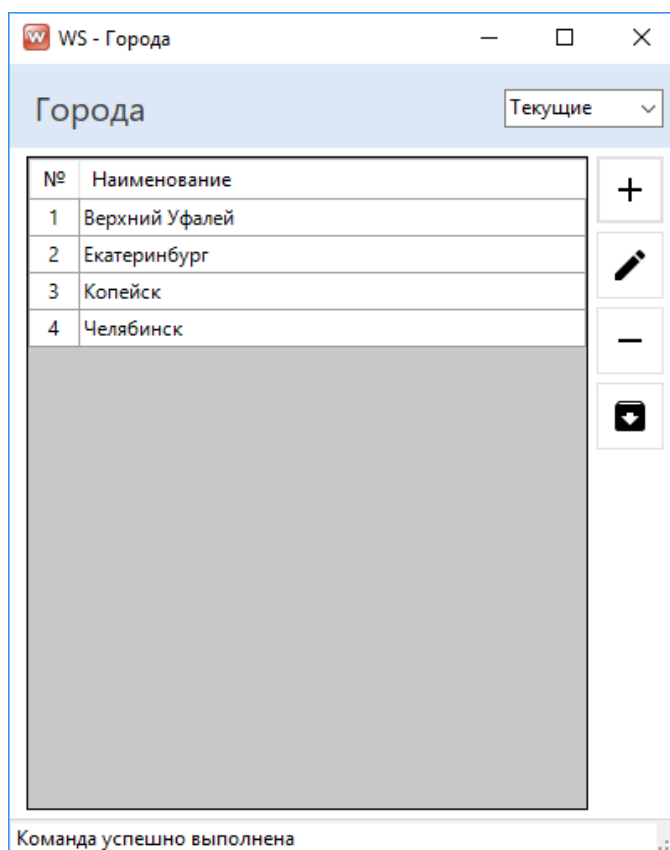 WS - Города
Города
Текущие
№ Наименование
1 Верхний Уфалей
2 Екатеринбург
3 Копейск
4 Челябинск
Команда успешно выполнена